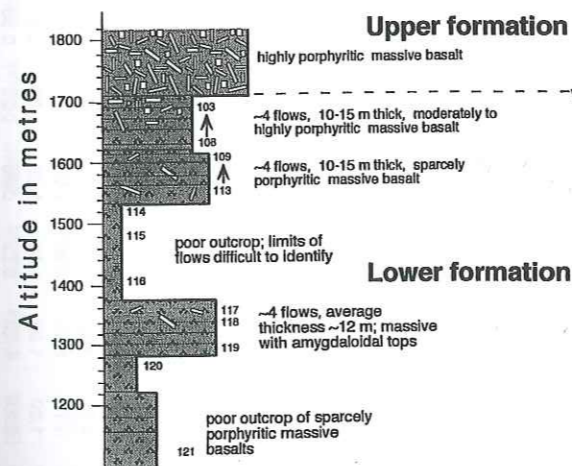 Upper formation
1800
highly porphyritic massive basalt
1700
103
~4 flows, 10-15 m thick, moderately to
highly porphyritic massive basalt
108
1600
109
~4 flows, 10-15 m thick, sparcely
porphyritic massive basalt
113
114
1500
115
poor outcrop; limits of
flows difficult to identify
116
1400
Lower formation
117
~4 flows, average
118
thickness ~12 m; massive
with amygdaloidal tops
119
1300
120
1200
poor outcrop of sparcely
porphyritic massive
basalts
121
Altitude in metres